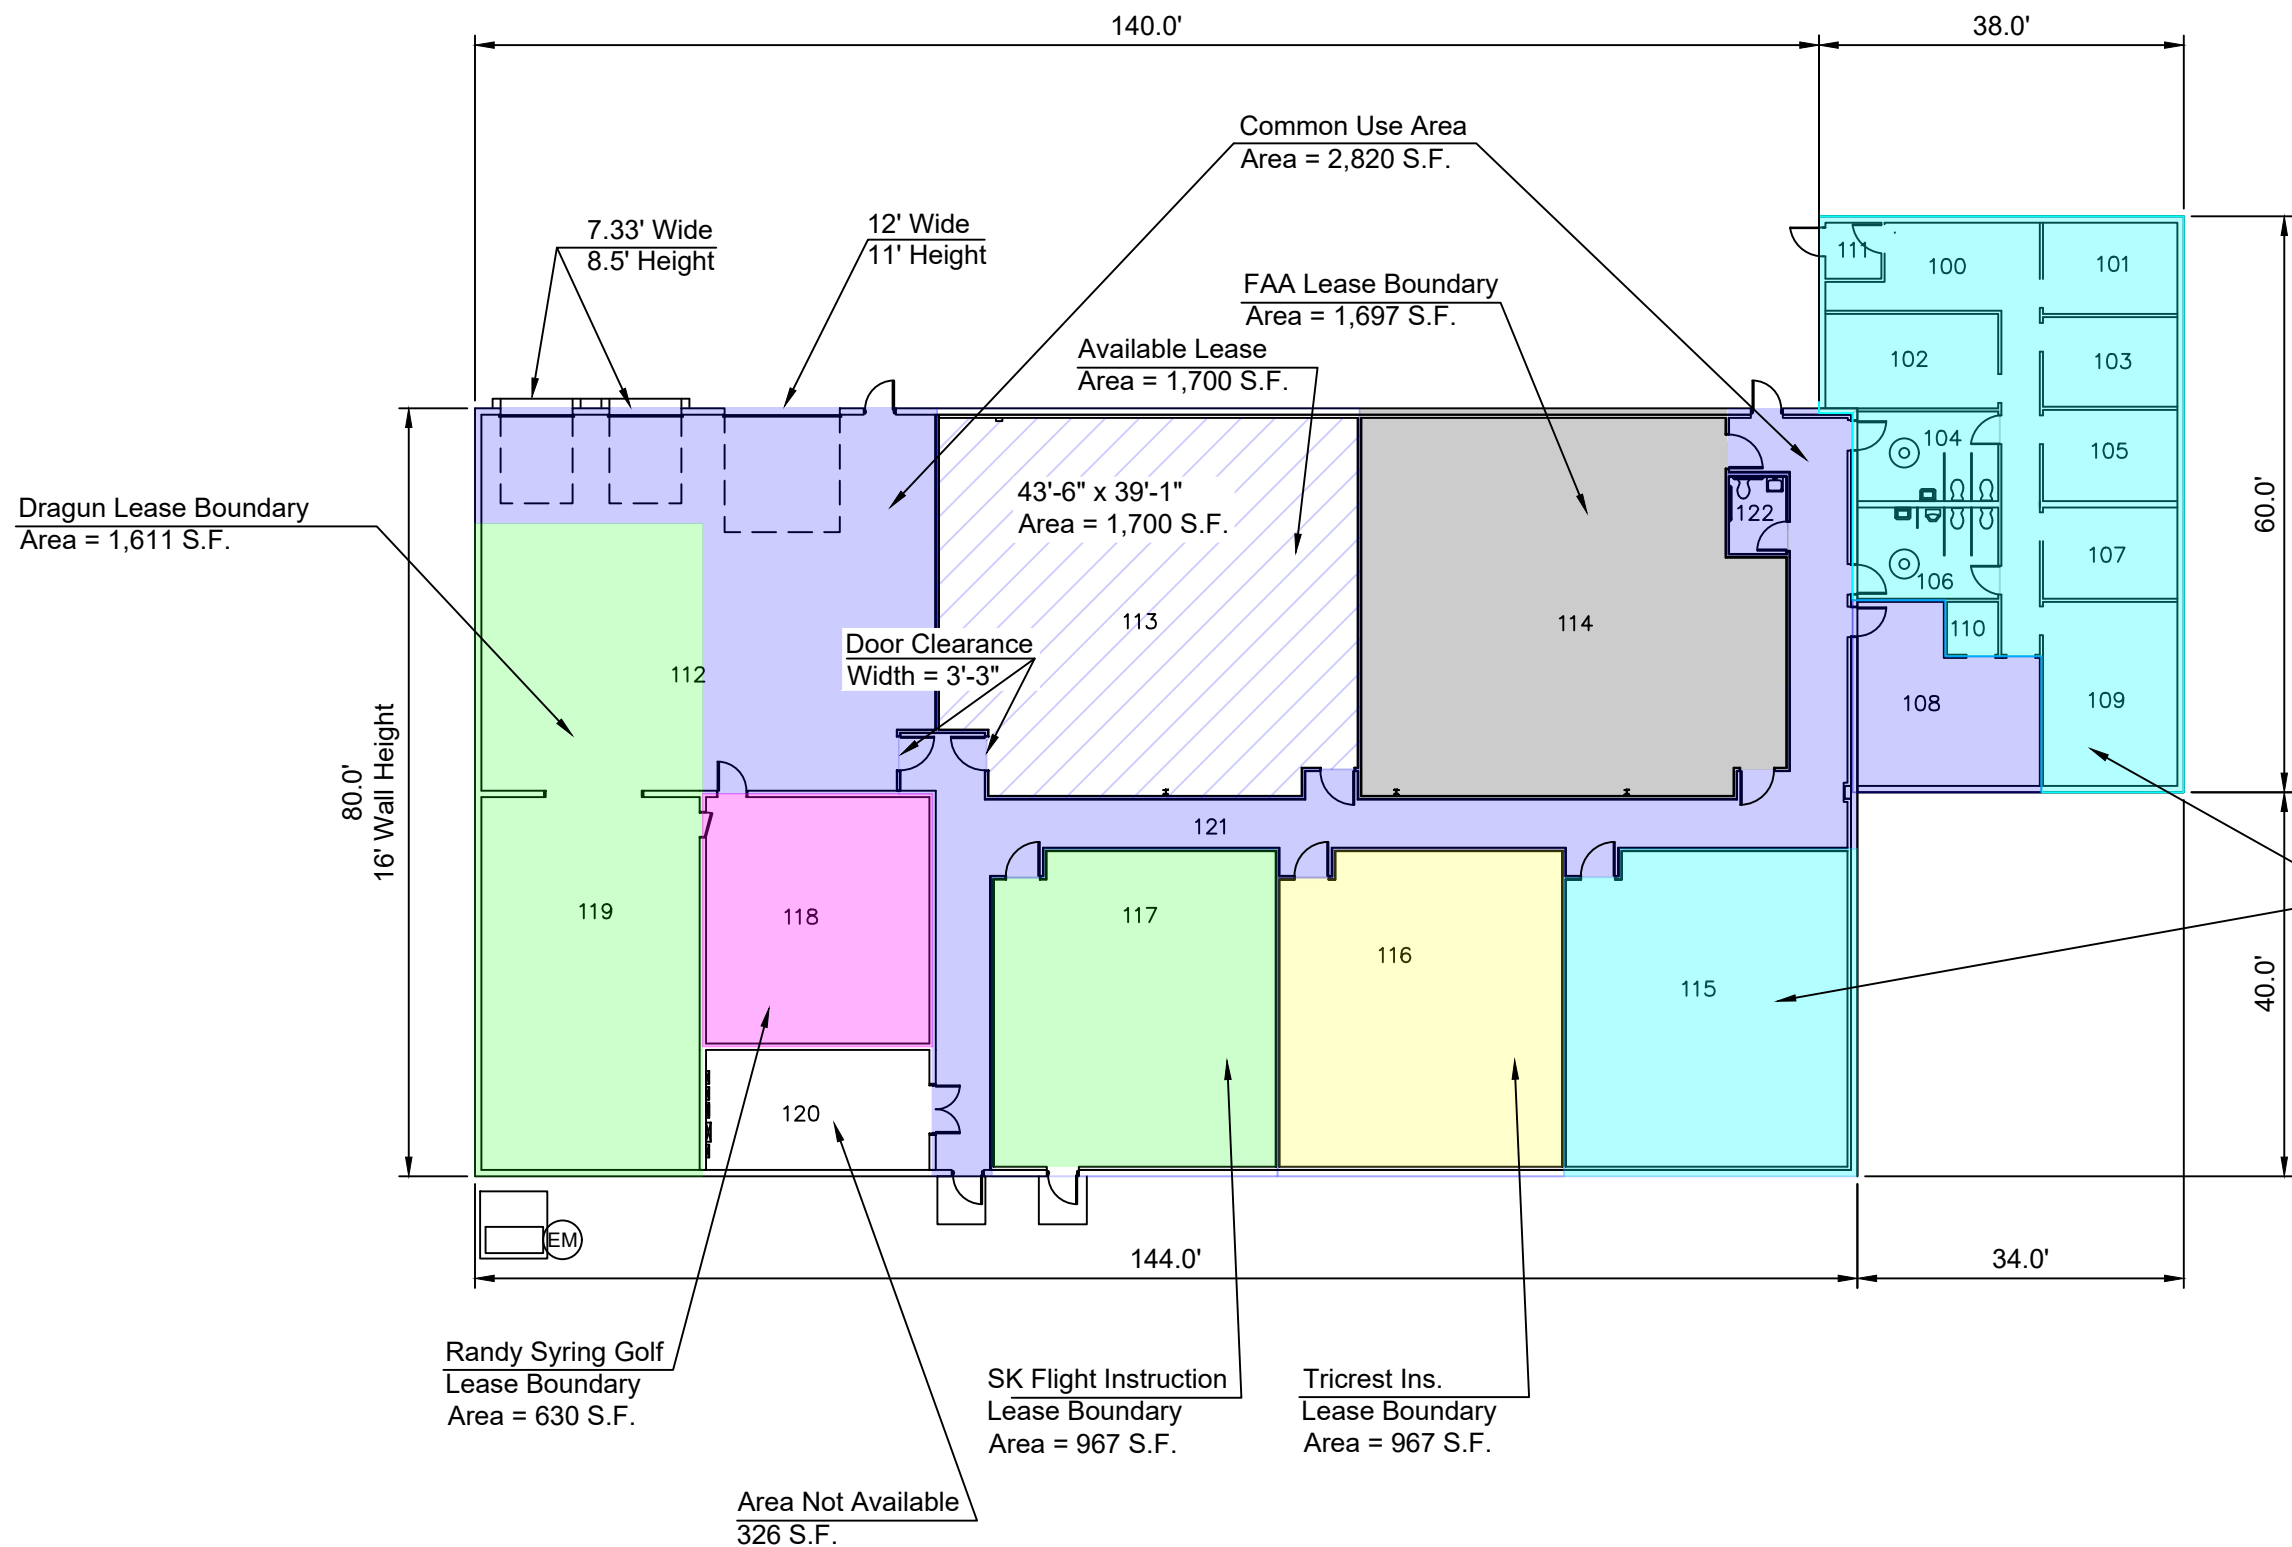 140.0'
38.0'
Common Use Area
Area = 2,820 S.F.
7.33' Wide
8.5' Height
12' Wide
11' Height
FAA Lease Boundary
Area = 1,697 S.F.
Available Lease
Area = 1,700 S.F.
111
100
101
102
103
104
105
106
107
110
108
109
60.0'
Dragun Lease Boundary
Area = 1,611 S.F.
43'-6" x 39'-1"
Area = 1,700 S.F.
122
113
114
Door Clearance
Width = 3'-3"
112
80.0'
16' Wall Height
121
119
118
117
116
115
120
40.0'
EM
144.0'
34.0'
Randy Syring Golf
Lease Boundary
Area = 630 S.F.
SK Flight Instruction
Lease Boundary
Area = 967 S.F.
Tricrest Ins.
Lease Boundary
Area = 967 S.F.
Area Not Available
326 S.F.